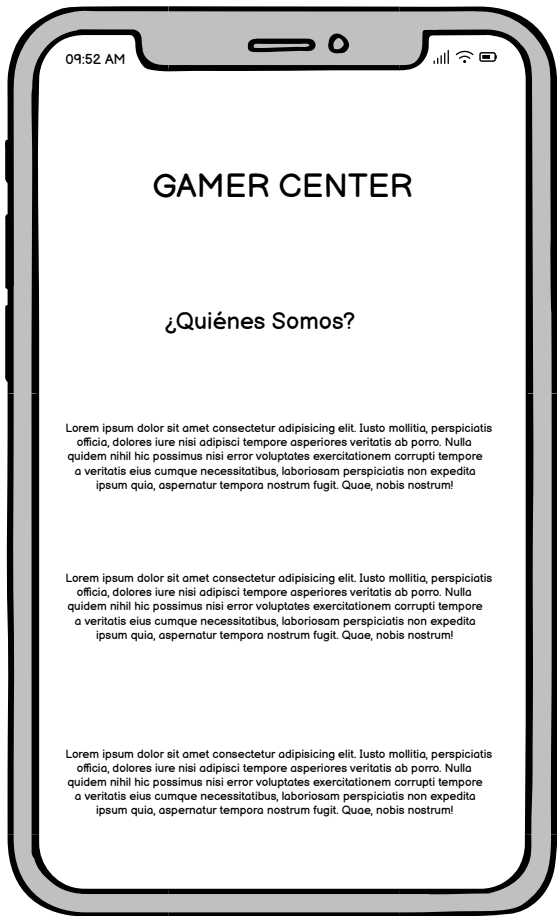 09:52 AM
GAMER CENTER
¿Quiénes Somos?
Lorem ipsum dolor sit amet consectetur adipisicing elit. Iusto mollitia, perspiciatis
officia, dolores iure nisi adipisci tempore asperiores veritatis ab porro. Nulla
quidem nihil hic possimus nisi error voluptates exercitationem corrupti tempore
a veritatis eius cumque necessitatibus, laboriosam perspiciatis non expedita
ipsum quia, aspernatur tempora nostrum fugit. Quae, nobis nostrum!
Lorem ipsum dolor sit amet consectetur adipisicing elit. Iusto mollitia, perspiciatis
officia, dolores iure nisi adipisci tempore asperiores veritatis ab porro. Nulla
quidem nihil hic possimus nisi error voluptates exercitationem corrupti tempore
a veritatis eius cumque necessitatibus, laboriosam perspiciatis non expedita
ipsum quia, aspernatur tempora nostrum fugit. Quae, nobis nostrum!
Lorem ipsum dolor sit amet consectetur adipisicing elit. Iusto mollitia, perspiciatis
officia, dolores iure nisi adipisci tempore asperiores veritatis ab porro. Nulla
quidem nihil hic possimus nisi error voluptates exercitationem corrupti tempore
a veritatis eius cumque necessitatibus, laboriosam perspiciatis non expedita
ipsum quia, aspernatur tempora nostrum fugit. Quae, nobis nostrum!